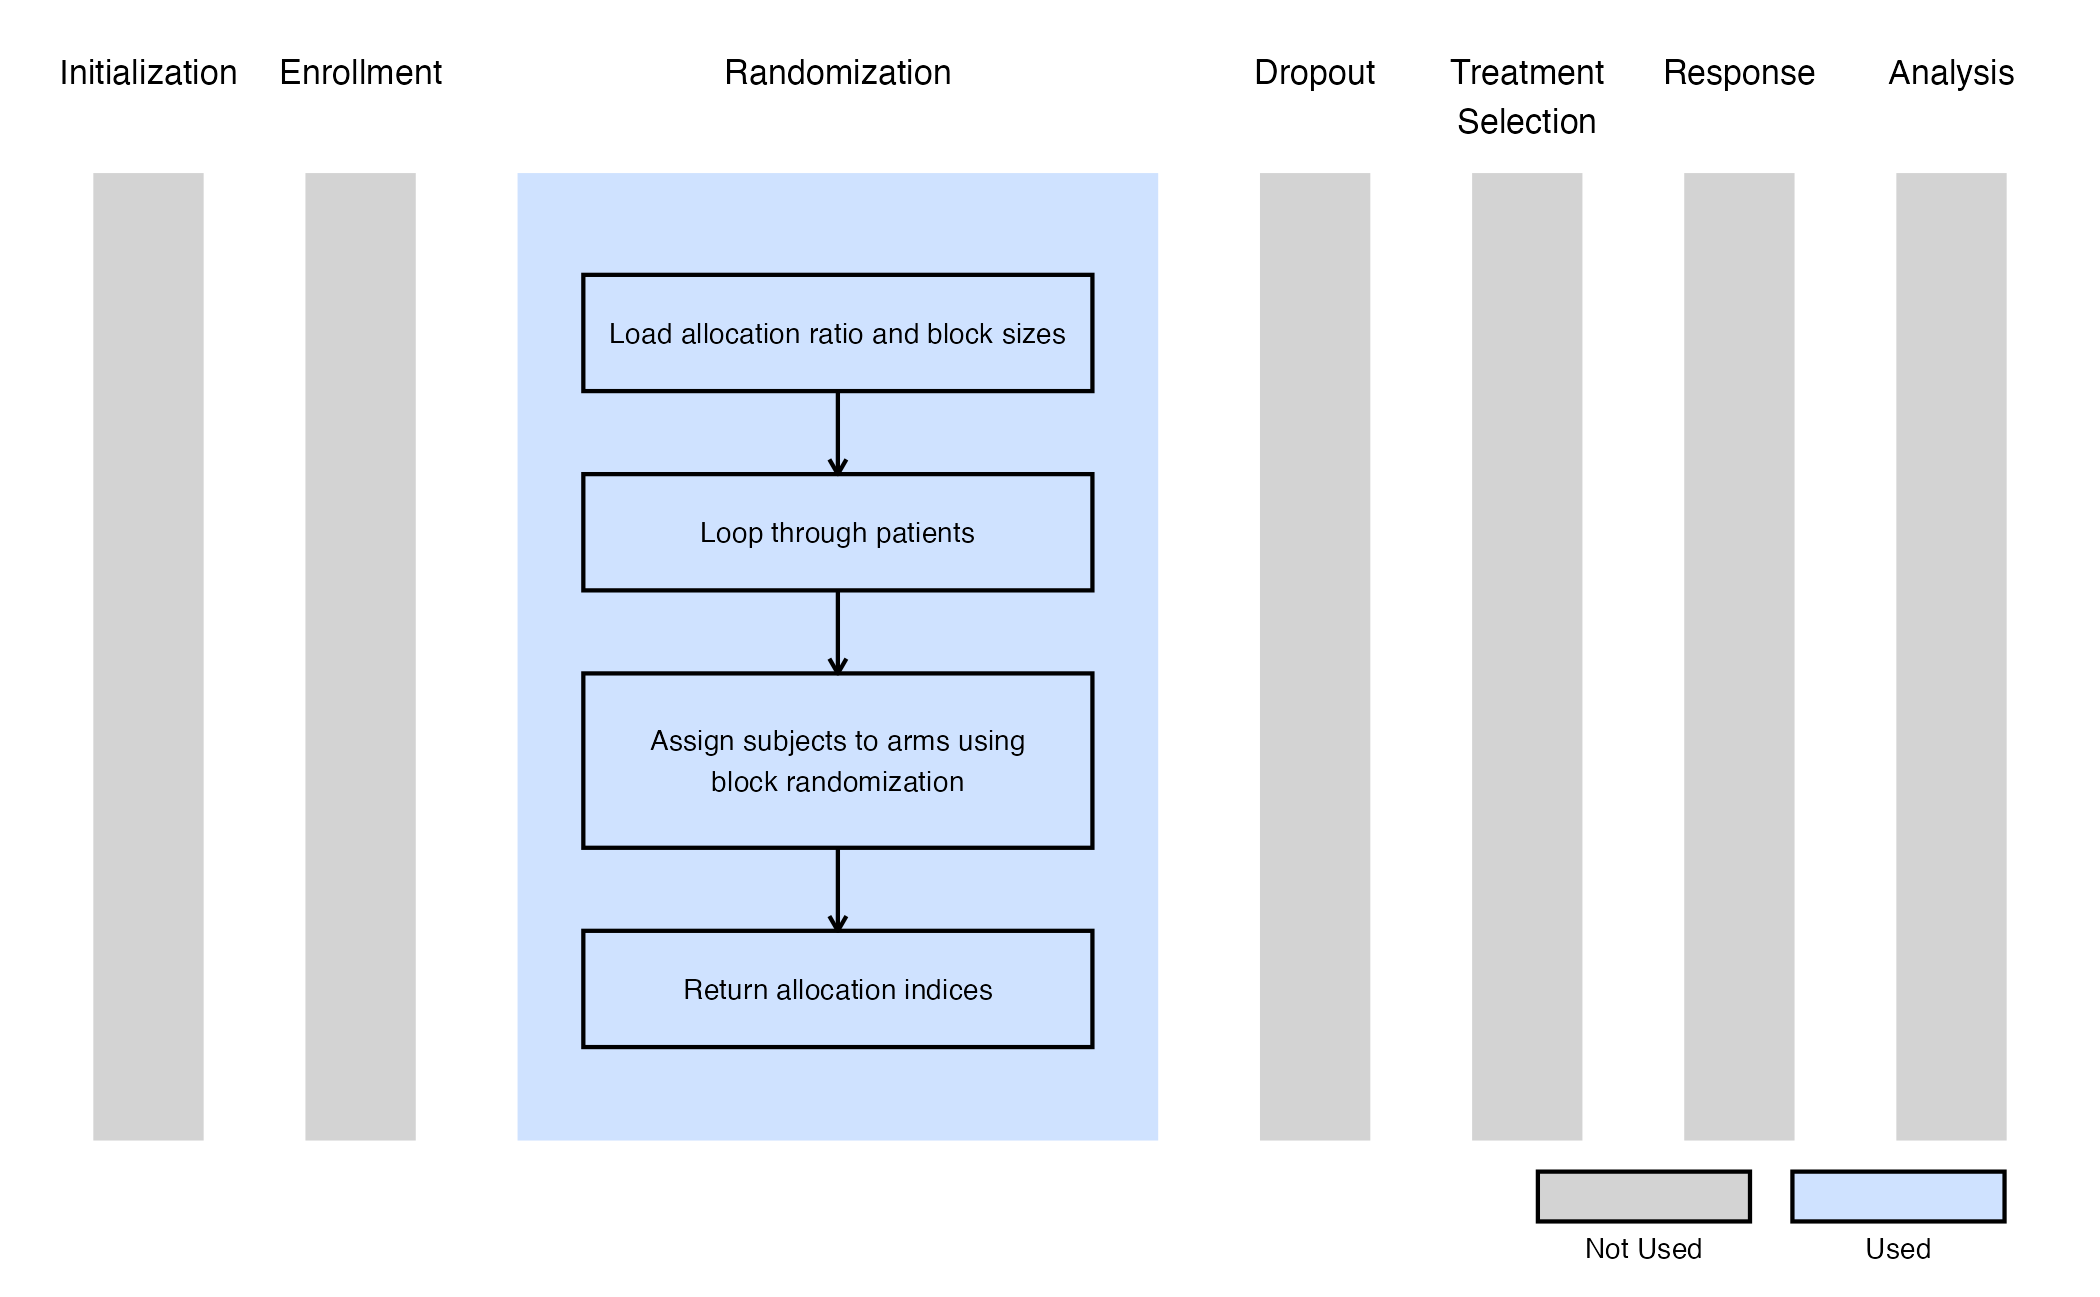 Initialization
Enrollment
Randomization
Dropout
Treatment
Selection
Response
Analysis
Load allocation ratio and block sizes
Loop through patients
Assign subjects to arms using
block randomization
Return allocation indices
Not Used
Used